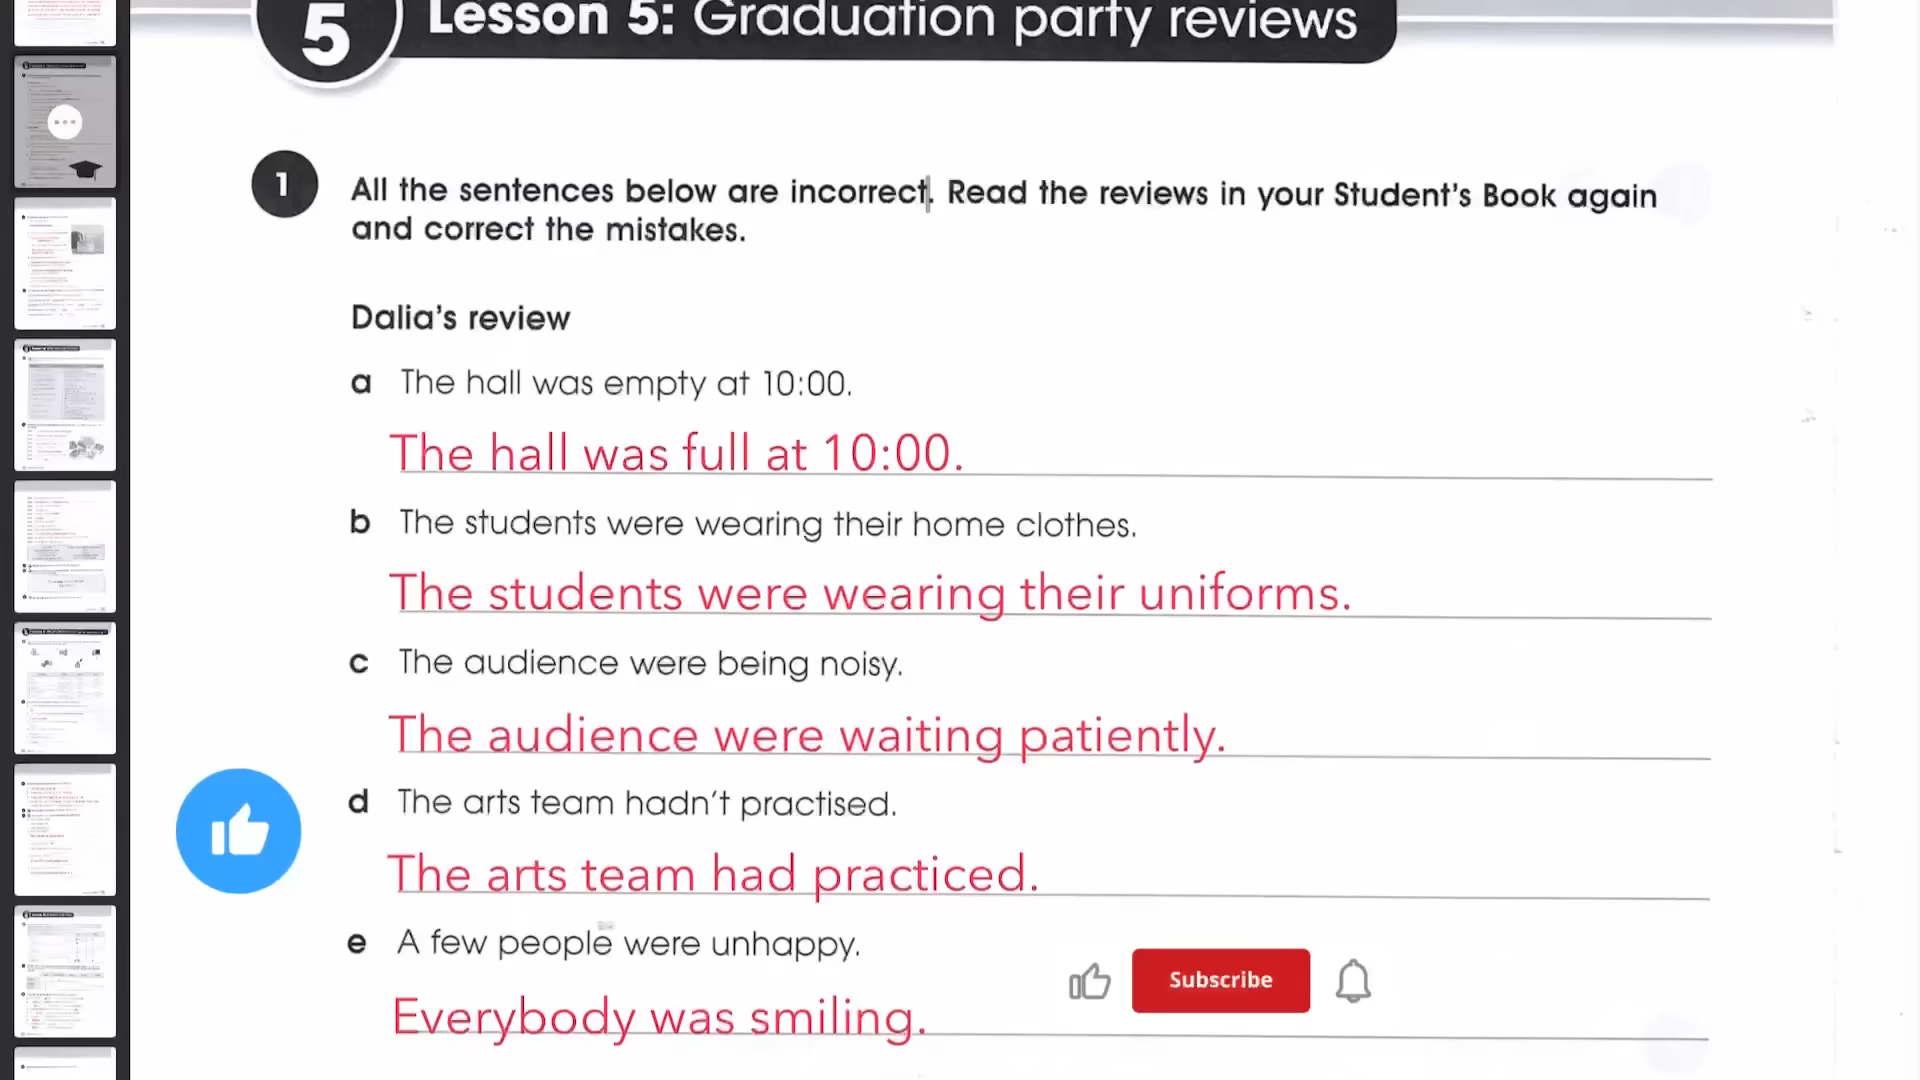 5
Lesson 5: Graduation party reviews
1
All the sentences below are incorrect. Read the reviews in your Student's Book again
and correct the mistakes.
Dalia's review
a The hall was empty at 10:00.
The hall was full at 10:00.
b The students were wearing their home clothes.
The students were wearing their uniforms.
c The audience were being noisy.
The audience were waiting patiently.
d The arts team hadn't practised.
The arts team had practiced.
e A few people were unhappy.
Subscribe
Everybody was smiling.